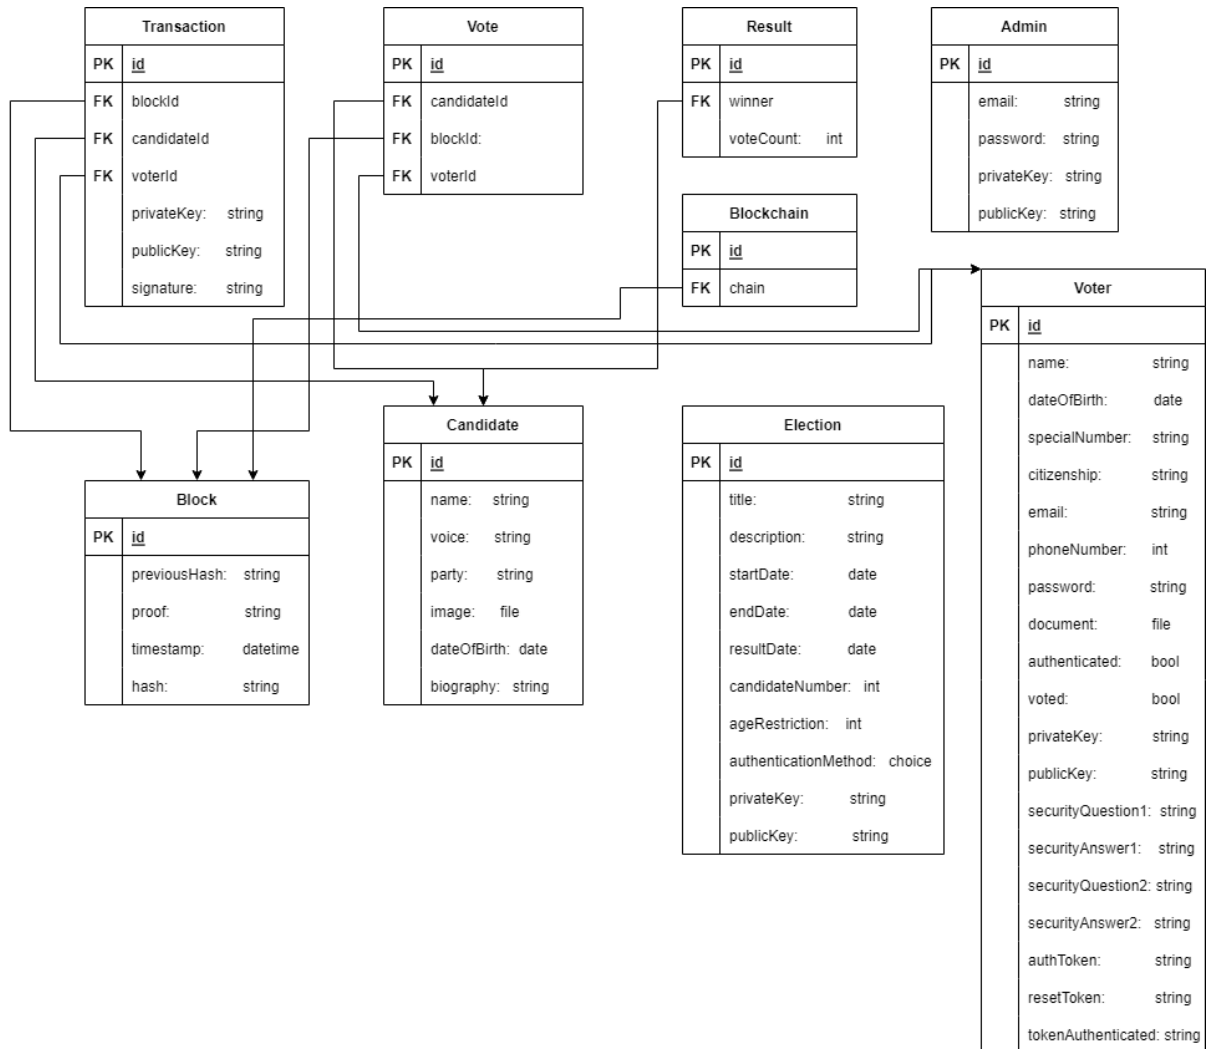 Transaction
PK id
FK blockId
FK candidateId
FK voterId
privateKey: string
publicKey: string
signature: string
Vote
PK id
FK candidateId
FK blockId:
FK voterId
Result
PK id
FK winner
voteCount: int
Admin
PK id
email: string
password: string
privateKey: string
publicKey: string
Blockchain
PK id
FK chain
Voter
PK id
name: string
dateOfBirth: date
specialNumber: string
citizenship: string
email: string
phoneNumber: int
password: string
document: file
authenticated: bool
voted: bool
privateKey: string
publicKey: string
securityQuestion1: string
securityAnswer1: string
securityQuestion2: string
securityAnswer2: string
authToken: string
resetToken: string
tokenAuthenticated: string
Candidate
PK id
name: string
voice: string
party: string
image: file
dateOfBirth: date
biography: string
Election
PK id
title: string
description: string
startDate: date
endDate: date
resultDate: date
candidateNumber: int
ageRestriction: int
authenticationMethod: choice
privateKey: string
publicKey: string
Block
PK id
previousHash: string
proof: string
timestamp: datetime
hash: string